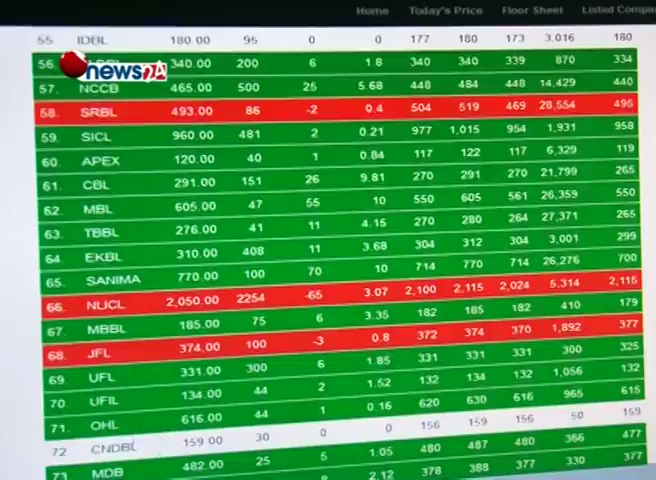 Home Today's Price Floor Sheet Listed Compa
55 IDBL 180.00 95 0 0 177 180 173 3,016 180
56. 340.00 200 6 1.8 340 340 339 870 334
news24
57. NCCB 465.00 500 25 5.68 448 484 448 14,429 440
58. SRBL 493.00 86 -2 0.4 504 519 469 28,554 495
59. SICL 960.00 481 2 0.21 977 1,015 954 1,931 958
60. APEX 120.00 40 1 0.84 117 122 117 6,329 119
61. CBL 291.00 151 26 9.81 270 291 270 21,799 265
62. MBL 605.00 47 55 10 550 605 561 26,359 550
63. TBBL 276.00 41 11 4.15 270 280 264 27,371 265
64. EKBL 310.00 408 11 3.68 304 312 304 3,001 299
65. SANIMA 770.00 100 70 10 714 770 714 26,276 700
66. NLICL 2,050.00 2254 -65 3.07 2,100 2,115 2,024 5,314 2,115
67. MBBL 185.00 75 6 3.35 182 185 182 410 179
68. JFL 374.00 100 -3 0.8 372 374 370 1,892 377
69. UFL 331.00 300 6 1.85 331 331 331 300 325
70. UFIL 134.00 44 2 1.52 132 134 132 1,056 132
71. OHL 616.00 44 1 0.16 620 630 616 965 615
72 CNDBL 159.00 30 0 0 156 159 156 50 159
73 MDB 482.00 25 5 1.05 480 487 480 366 477
2.12 378 388 377 330 377